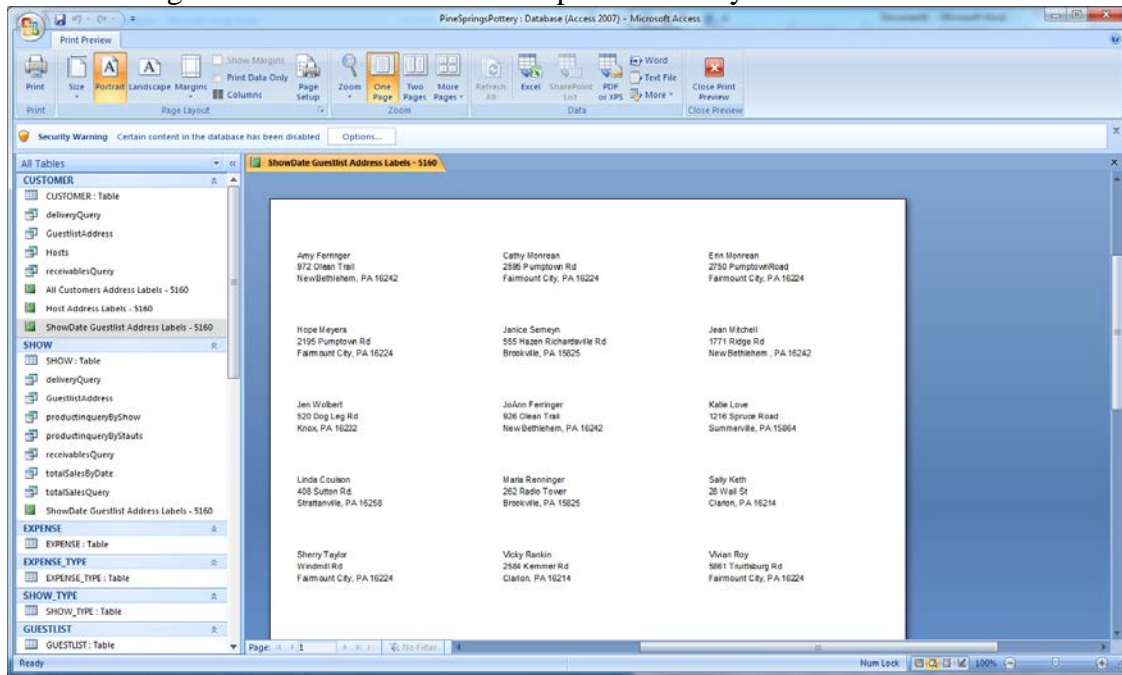 PineSpringsPottery : Database (Access 2007) - Microsoft Access
Print Preview
Show Margins
Print Data Only
Columns
Print
Size
Portrait
Landscape
Margins
Page Setup
Zoom
One Page
Two Pages
More Pages
Refresh All
Excel
SharePoint List
PDF or XPS
Word
Text File
More
Close Print Preview
Print
Page Layout
Zoom
Data
Close Preview
Security Warning Certain content in the database has been disabled Options...
All Tables
CUSTOMER
CUSTOMER : Table
deliveryQuery
GuestlistAddress
Hosts
receivablesQuery
All Customers Address Labels - 5160
Host Address Labels - 5160
ShowDate Guestlist Address Labels - 5160
SHOW
SHOW : Table
deliveryQuery
GuestlistAddress
productinqueryByShow
productinqueryByStauts
receivablesQuery
totalSalesByDate
totalSalesQuery
ShowDate Guestlist Address Labels - 5160
EXPENSE
EXPENSE : Table
EXPENSE_TYPE
EXPENSE_TYPE : Table
SHOW_TYPE
SHOW_TYPE : Table
GUESTLIST
GUESTLIST : Table
ShowDate Guestlist Address Labels - 5160
Amy Ferringer
972 Olean Trail
NewBethlehem, PA 16242
Cathy Monrean
2595 Pumptown Rd
Fairmount City, PA 16224
Erin Monrean
2750 PumptownRoad
Fairmount City, PA 16224
Hope Meyers
2195 Pumptown Rd
Fairmount City, PA 16224
Janice Semeyn
555 Hazen Richardsville Rd
Brookville, PA 15825
Jean Mitchell
1771 Ridge Rd
New Bethlehem , PA 16242
Jen Wolbert
520 Dog Leg Rd
Knox, PA 16232
JoAnn Ferringer
926 Olean Trail
New Bethlehem, PA 16242
Katie Love
1216 Spruce Road
Summerville, PA 15864
Linda Coulson
408 Sutton Rd.
Strattanville, PA 16258
Maria Renninger
262 Radio Tower
Brookville, PA 15825
Sally Keth
28 Wall St
Clarion, PA 16214
Sherry Taylor
Windmill Rd
Fairmount City, PA 16224
Vicky Rankin
2584 Kemmer Rd
Clarion, PA 16214
Vivian Roy
5861 Truittsburg Rd
Fairmount City, PA 16224
Page: 1 No Filter
Ready
Num Lock 100%